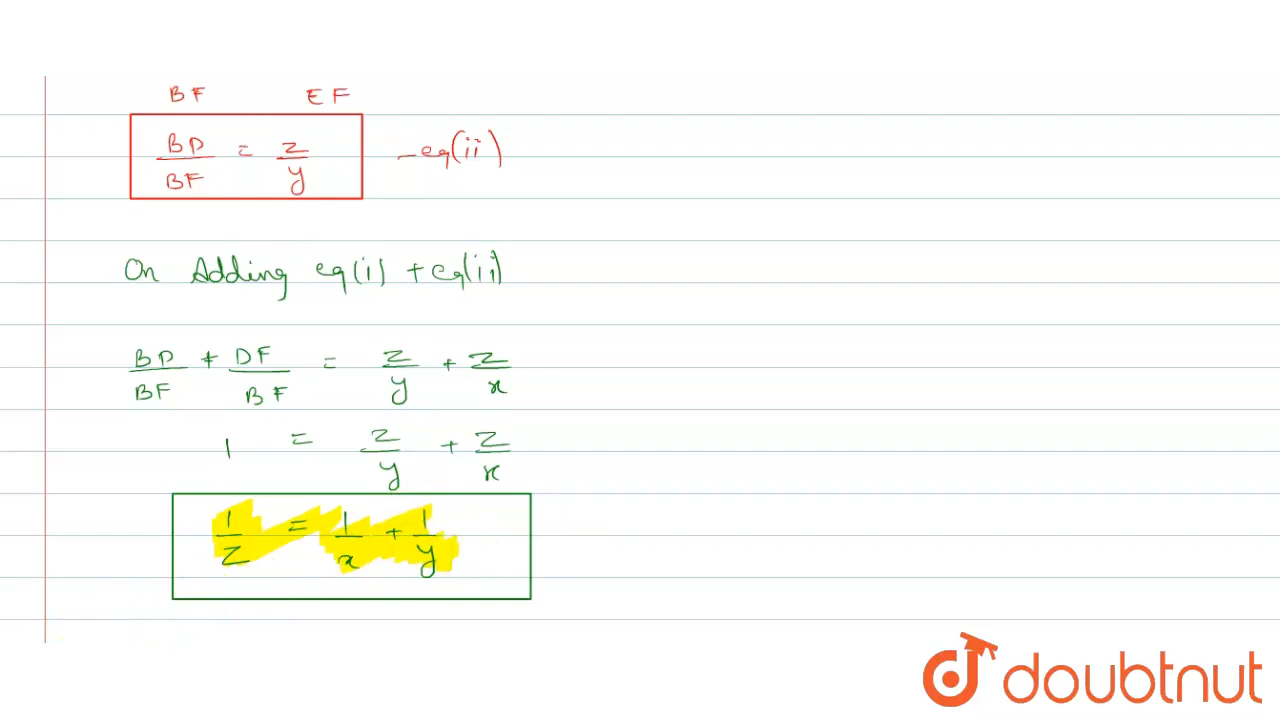 BF EF
BD/BF = z/y - eq(ii)
On Adding eq(i) + eq(ii)
BD/BF + DF/BF = z/y + z/x
1 = z/y + z/x
1/z = 1/x + 1/y
doubtnut